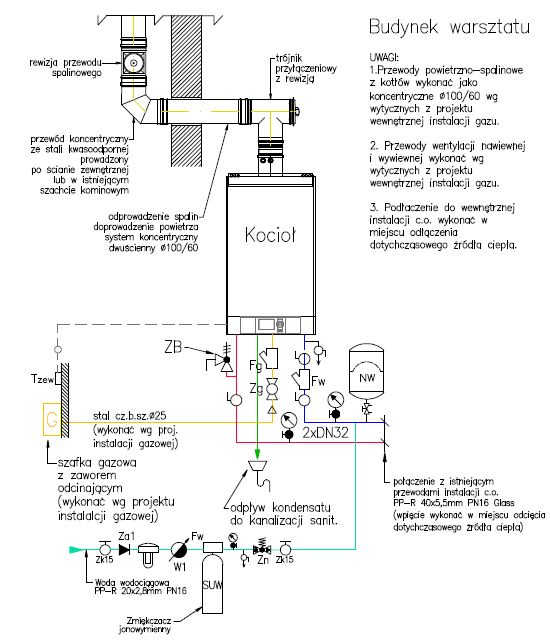 Budynek warsztatu
UWAGI:
1.Przewody powietrzno-spalinowe
z kotłów wykonać jako
koncentryczne ø100/60 wg
wytycznych z projektu
wewnętrznej instalacji gazu.
2. Przewody wentylacji nawiewnej
i wywiewnej wykonać wg
wytycznych z projektu
wewnętrznej instalacji gazu.
3. Podłaczenie do wewnętrznej
instalacji c.o. wykonać w
miejscu odłączenia
dotychczasowego źródła ciepła.
rewizja przewodu
spalinowego
trójnik
przyłączeniowy
z rewizją
przewód koncentryczny
ze stali kwasoodpornej
prowadzony
po ścianie zewnętrznej
lub w istniejącym
szachcie kominowym
odprowadzenie spalin
doprowadzenie powietrza
system koncentryczny
dwuścienny ø100/60
Kocioł
ZB
Fg
Zg
Fw
NW
Tzew
G
stal cz.b.sz.ø25
(wykonać wg proj.
instalacji gazowej)
2xDN32
szafka gazowa
z zaworem
odcinającym
(wykonać wg projektu
instalalcji gazowej)
odpływ kondensatu
do kanalizacji sanit.
połączenie z istniejącym
przewodami instalacji c.o.
PP-R 40x5,5mm PN16 Glass
(wpięcie wykonać w miejscu odcięcia
dotychczasowego źródła ciepła)
Za1
Fw
Zk15
W1
SUW
Zn
Zk15
Woda wodociągowa
PP-R 20x2,8mm PN16
Zmiękczacz
jonowymienny